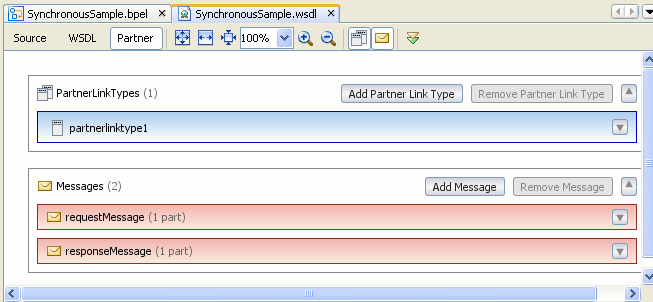 SynchronousSample.bpel × SynchronousSample.wsdl ×
Source WSDL Partner 100%
PartnerLinkTypes (1) Add Partner Link Type Remove Partner Link Type
partnerlinktype1
Messages (2) Add Message Remove Message
requestMessage (1 part)
responseMessage (1 part)